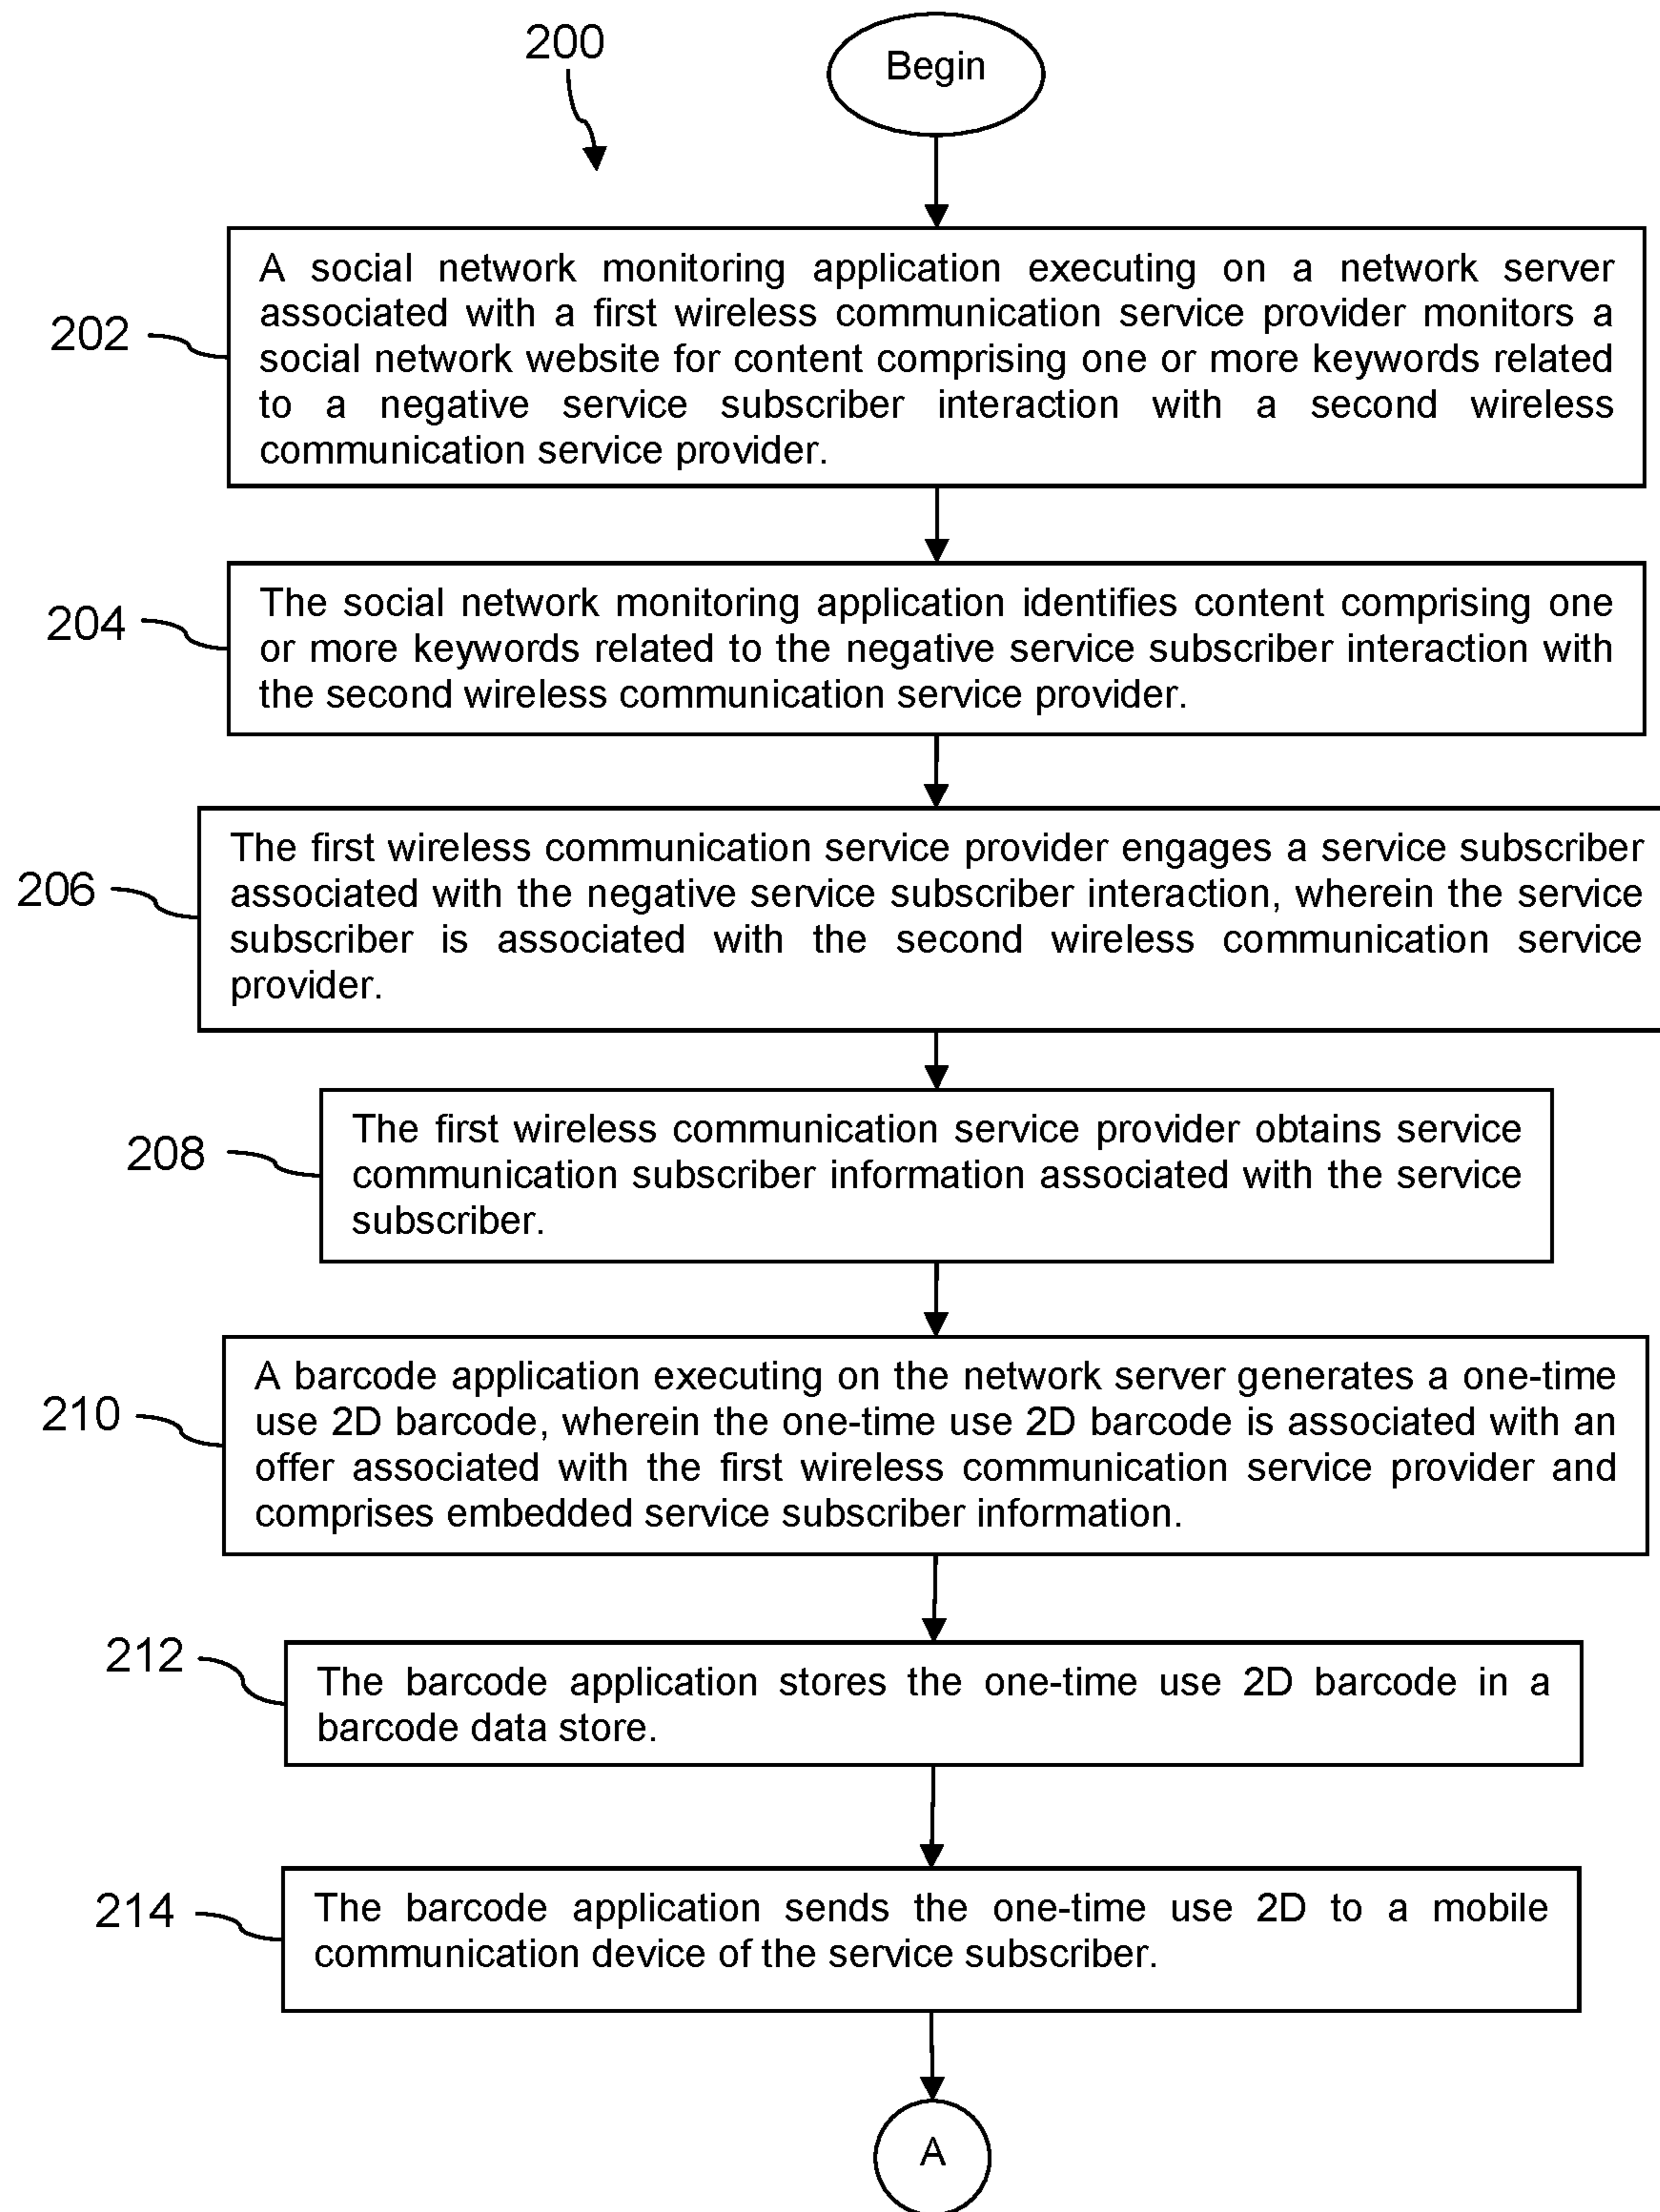 200
Begin
202
A social network monitoring application executing on a network server
associated with a first wireless communication service provider monitors a
social network website for content comprising one or more keywords related
to a negative service subscriber interaction with a second wireless
communication service provider.
204
The social network monitoring application identifies content comprising one
or more keywords related to the negative service subscriber interaction with
the second wireless communication service provider.
206
The first wireless communication service provider engages a service subscriber
associated with the negative service subscriber interaction, wherein the service
subscriber is associated with the second wireless communication service
provider.
208
The first wireless communication service provider obtains service
communication subscriber information associated with the service
subscriber.
210
A barcode application executing on the network server generates a one-time
use 2D barcode, wherein the one-time use 2D barcode is associated with an
offer associated with the first wireless communication service provider and
comprises embedded service subscriber information.
212
The barcode application stores the one-time use 2D barcode in a
barcode data store.
214
The barcode application sends the one-time use 2D to a mobile
communication device of the service subscriber.
A